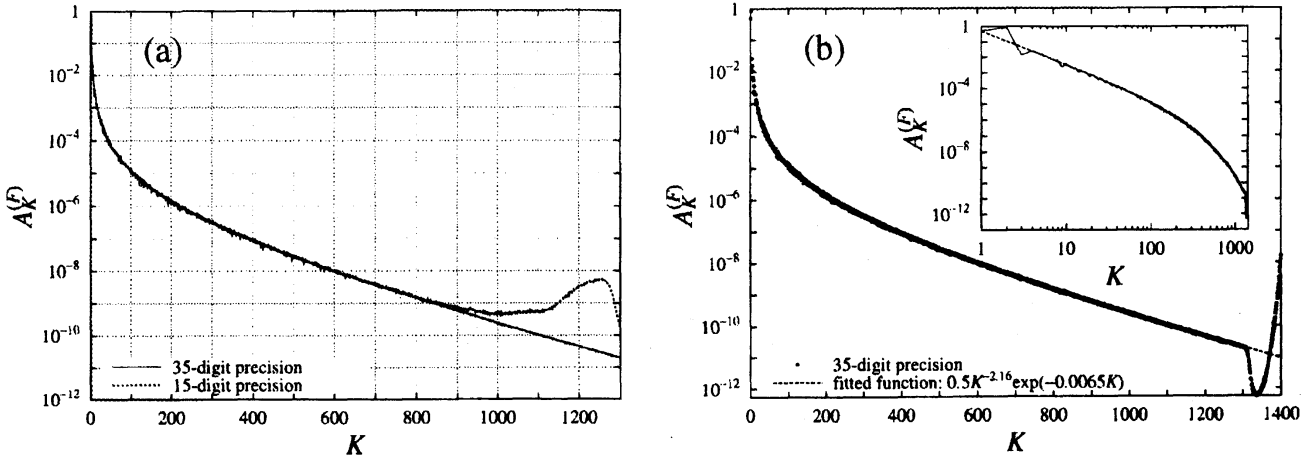 (a)
1
10^{-2}
10^{-4}
10^{-6}
10^{-8}
10^{-10}
10^{-12}
A_K^{(F)}
35-digit precision
15-digit precision
0 200 400 600 800 1000 1200
K
(b)
1
10^{-2}
10^{-4}
10^{-6}
10^{-8}
10^{-10}
10^{-12}
A_K^{(F)}
1
10^{-4}
10^{-8}
10^{-12}
A_K^{(F)}
1 10 100 1000
K
35-digit precision
fitted function: 0.5K^{-2.16}exp(-0.0065K)
0 200 400 600 800 1000 1200 1400
K